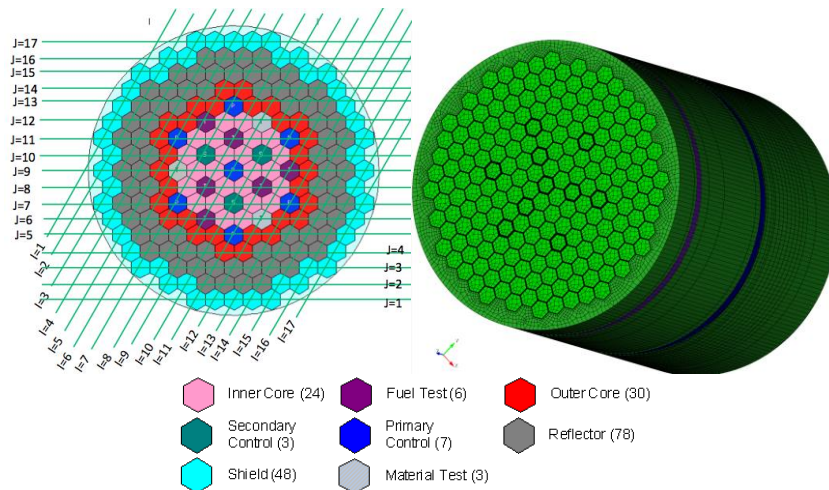 J=17
J=16
J=15
J=14
J=13
J=12
J=11
J=10
J=9
J=8
J=7
J=6
J=5
J=4
J=3
J=2
J=1
I=1
I=2
I=3
I=4
I=5
I=6
I=7
I=8
I=9
I=10
I=11
I=12
I=13
I=14
I=15
I=16
I=17
Inner Core (24)
Fuel Test (6)
Outer Core (30)
Secondary
Control (3)
Primary
Control (7)
Reflector (78)
Shield (48)
Material Test (3)